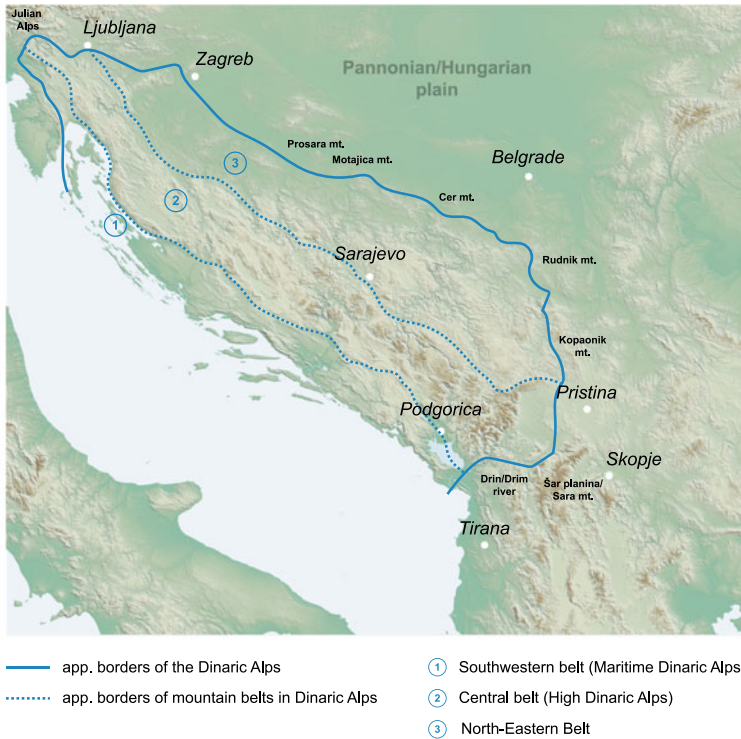 Julian
Alps
Ljubljana
Zagreb
Pannonian/Hungarian
plain
Prosara mt.
Motajica mt.
Belgrade
3
Cer mt.
2
1
Sarajevo
Rudnik mt.
Kopaonik
mt.
Pristina
Podgorica
Skopje
Drin/Drim
river
Šar planina/
Sara mt.
Tirana
app. borders of the Dinaric Alps
app. borders of mountain belts in Dinaric Alps
1 Southwestern belt (Maritime Dinaric Alps
2 Central belt (High Dinaric Alps)
3 North-Eastern Belt